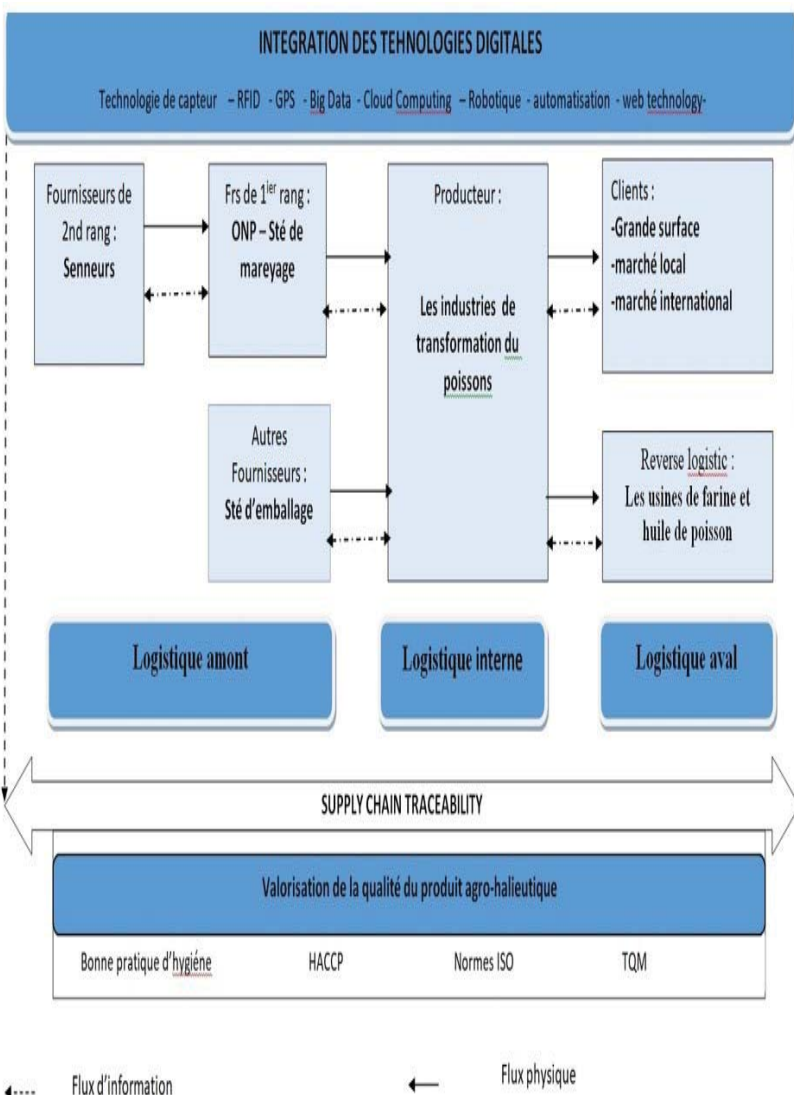 INTEGRATION DES TEHNOLOGIES DIGITALES
Technologie de capteur – RFID - GPS - Big Data - Cloud Computing – Robotique - automatisation - web technology-
Fournisseurs de
2nd rang :
Senneurs
Frs de 1ier rang :
ONP – Sté de
mareyage
Producteur :
Les industries de
transformation du
poissons
Clients :
-Grande surface
-marché local
-marché international
Autres
Fournisseurs :
Sté d'emballage
Reverse logistic :
Les usines de farine et
huile de poisson
Logistique amont
Logistique interne
Logistique aval
SUPPLY CHAIN TRACEABILITY
Valorisation de la qualité du produit agro-halieutique
Bonne pratique d'hygiéne HACCP Normes ISO TQM
Flux d'information Flux physique